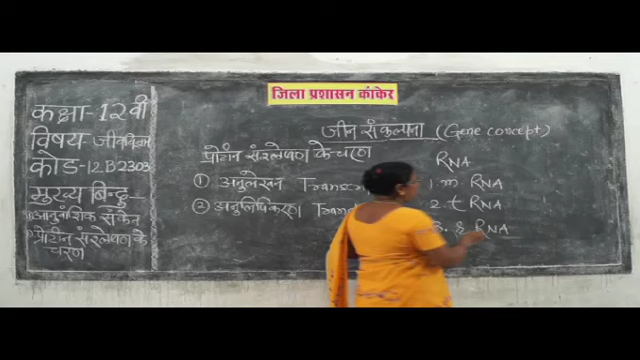 जिला प्रशासन कांकेर
कक्षा-12वी
विषय जीवविज्ञान
कोड-12B2303
मुख्य बिन्दु-
आनुवंशिक संकेत
प्रोटीन संश्लेषण के
चरण
जीन संकल्पना (Gene concept)
प्रोटीन संश्लेषण के चरण
① अनुलेखन
② अनुलिपिकरण
RNA
1. m RNA
2. t RNA
3. RNA